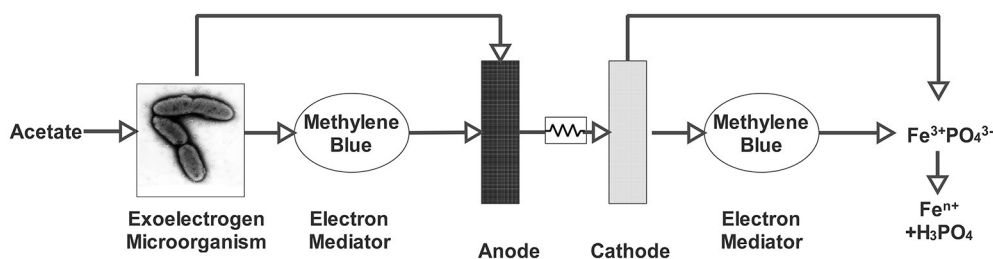 Acetate
Exoelectrogen
Microorganism
Methylene
Blue
Electron
Mediator
Anode
Cathode
Methylene
Blue
Electron
Mediator
Fe³⁺PO₄³⁻
Feⁿ⁺
+H₃PO₄